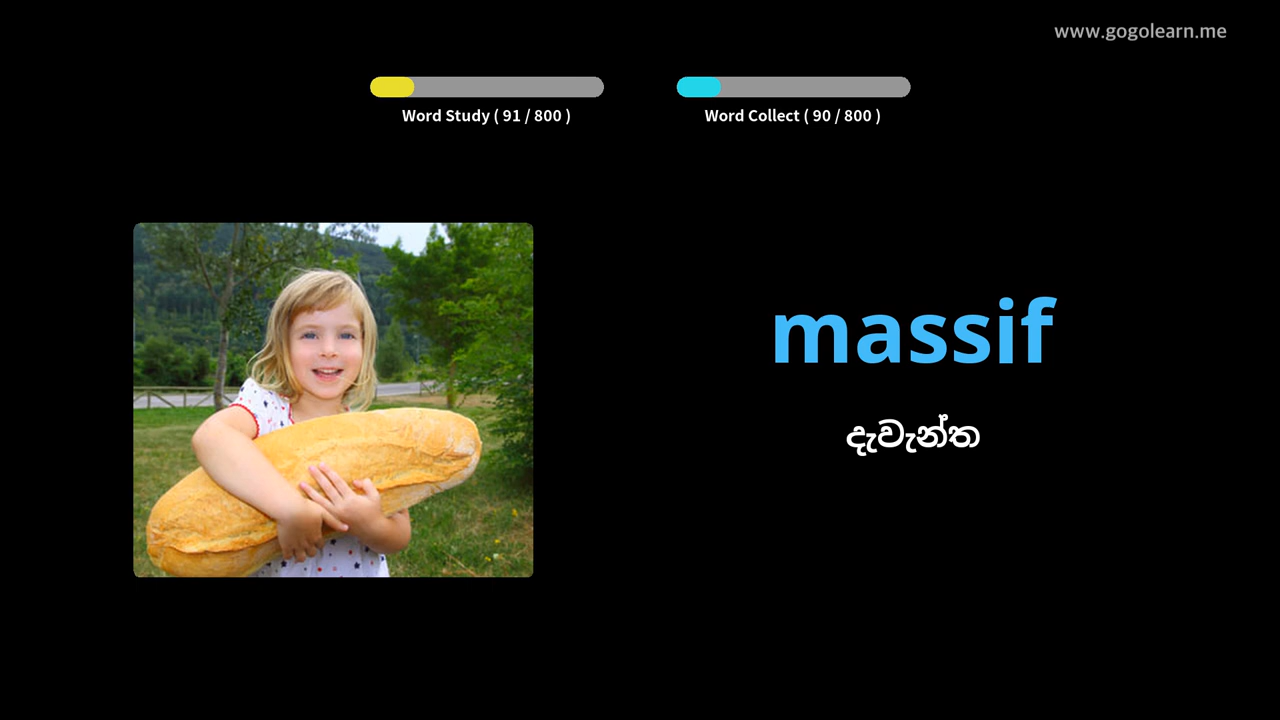 www.gogolearn.me
Word Study ( 91 / 800 )
Word Collect ( 90 / 800 )
massif
දැවැන්ත